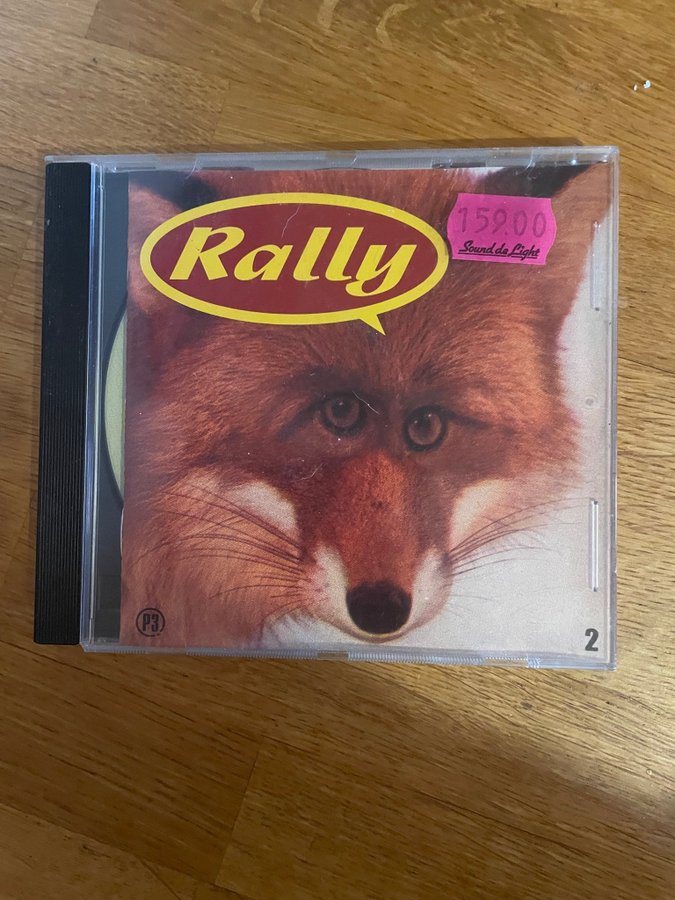 Rally
159.00
Sound de Light
P3
2